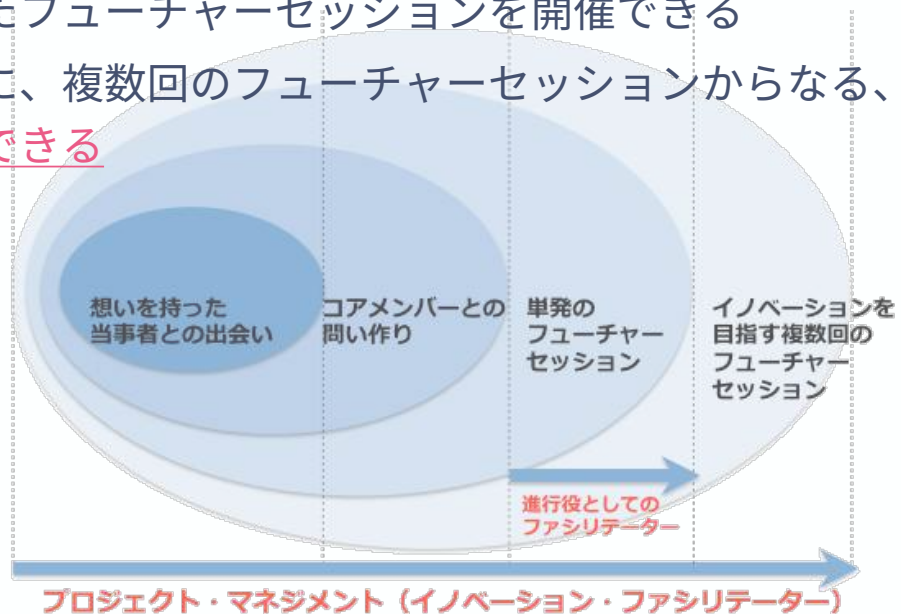 たフューチャーセッションを開催できる
に、複数回のフューチャーセッションからなる、
できる
想いを持った
当事者との出会い
コアメンバーとの
問い作り
単発の
フューチャー
セッション
イノベーションを
目指す複数回の
フューチャー
セッション
進行役としての
ファシリテーター
プロジェクト・マネジメント（イノベーション・ファシリテーター）